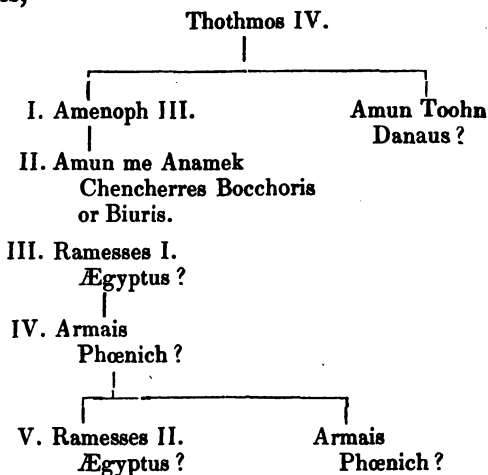 Thothmos IV.
I. Amenoph III.
Amun Toohn
Danaus?
II. Amun me Anamek
Chencherres Bocchoris
or Biuris.
III. Ramesses I.
Ægyptus?
IV. Armais
Phœnich?
V. Ramesses II.
Ægyptus?
Armais
Phœnich?